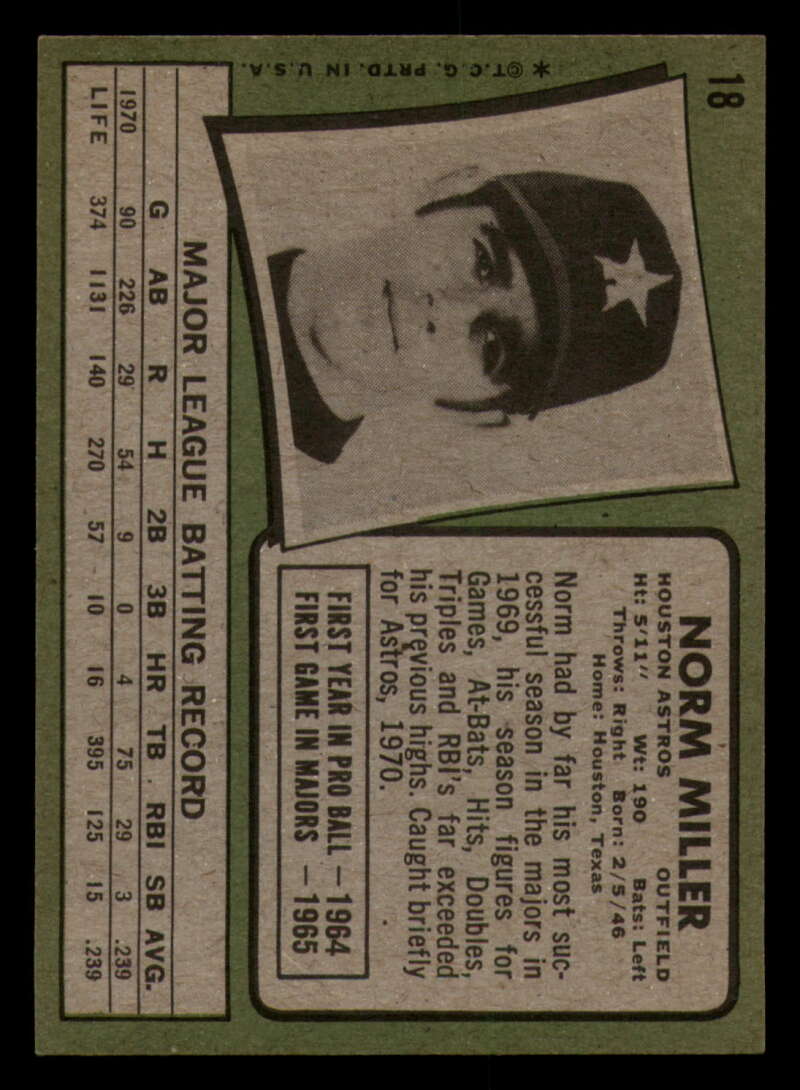 18
* ©T.C.G. PRTD. IN U.S.A.
NORM MILLER
HOUSTON ASTROS OUTFIELD
Ht: 5'11" Wt: 190 Bats: Left
Throws: Right Born: 2/5/46
Home: Houston, Texas
Norm had by far his most suc-
cessful season in the majors in
1969, his season figures for
Games, At-Bats, Hits, Doubles,
Triples and RBI's far exceeded
his previous highs. Caught briefly
for Astros, 1970.
FIRST YEAR IN PRO BALL — 1964
FIRST GAME IN MAJORS — 1965
MAJOR LEAGUE BATTING RECORD
G AB R H 2B 3B HR TB RBI SB AVG.
1970 90 226 29 54 9 0 4 75 29 3 .239
LIFE 374 1131 140 270 57 10 16 395 125 15 .239